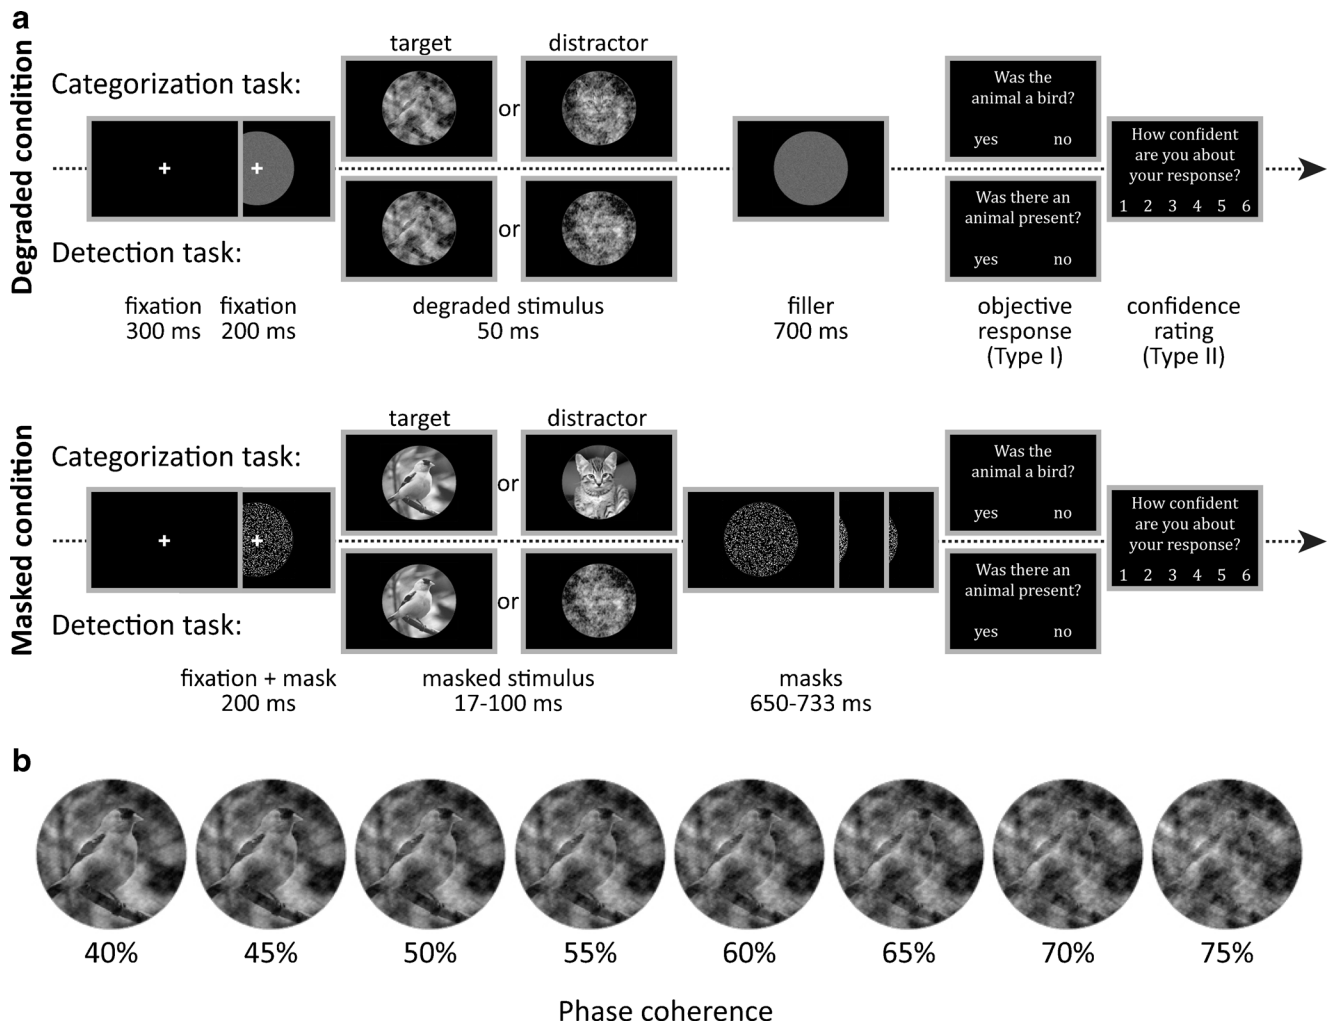 a
Degraded condition
target
distractor
Categorization task:
or
Was the
animal a bird?
yes no
How confident
are you about
your response?
1 2 3 4 5 6
Detection task:
or
Was there an
animal present?
yes no
fixation
300 ms
fixation
200 ms
degraded stimulus
50 ms
filler
700 ms
objective
response
(Type I)
confidence
rating
(Type II)
Masked condition
target
distractor
Categorization task:
or
Was the
animal a bird?
yes no
How confident
are you about
your response?
1 2 3 4 5 6
Detection task:
or
Was there an
animal present?
yes no
fixation + mask
200 ms
masked stimulus
17-100 ms
masks
650-733 ms
b
40% 45% 50% 55% 60% 65% 70% 75%
Phase coherence